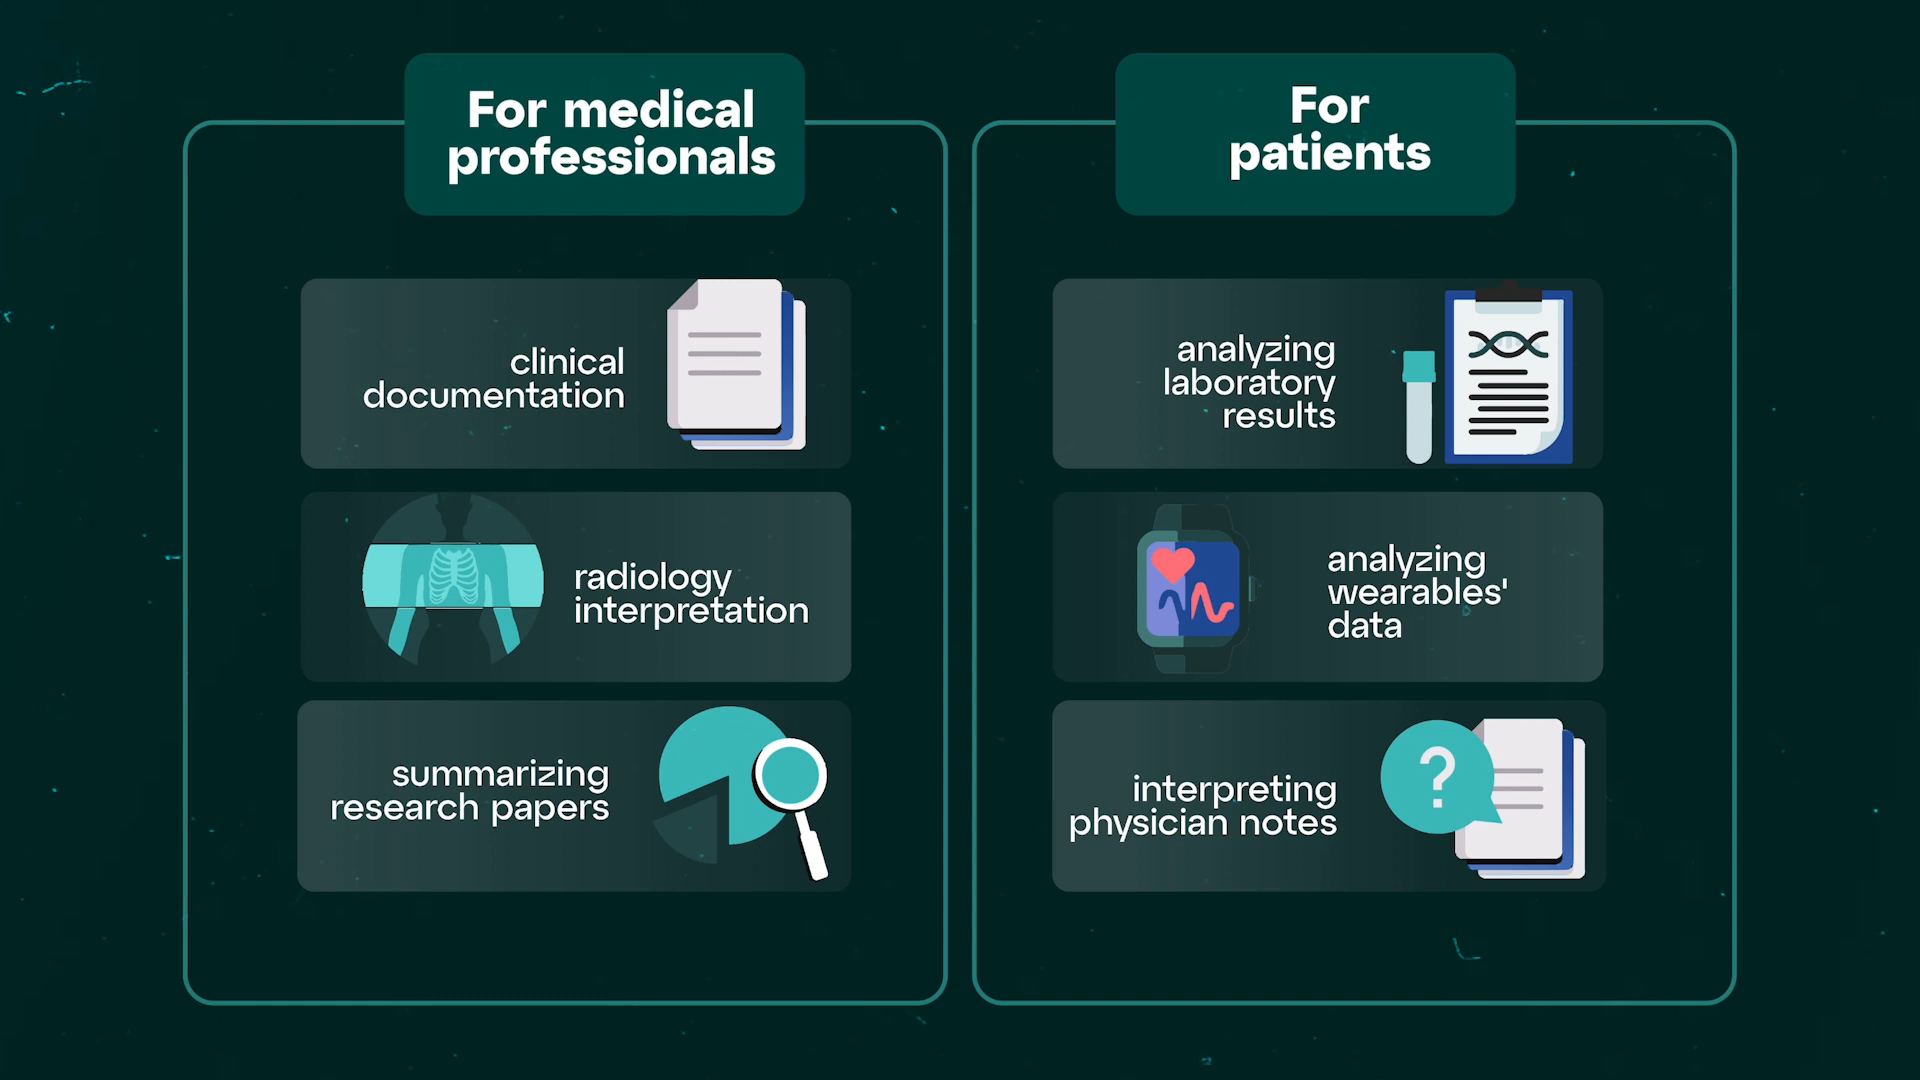 For medical
professionals
clinical
documentation
radiology
interpretation
summarizing
research papers
For
patients
analyzing
laboratory
results
analyzing
wearables'
data
?
interpreting
physician notes